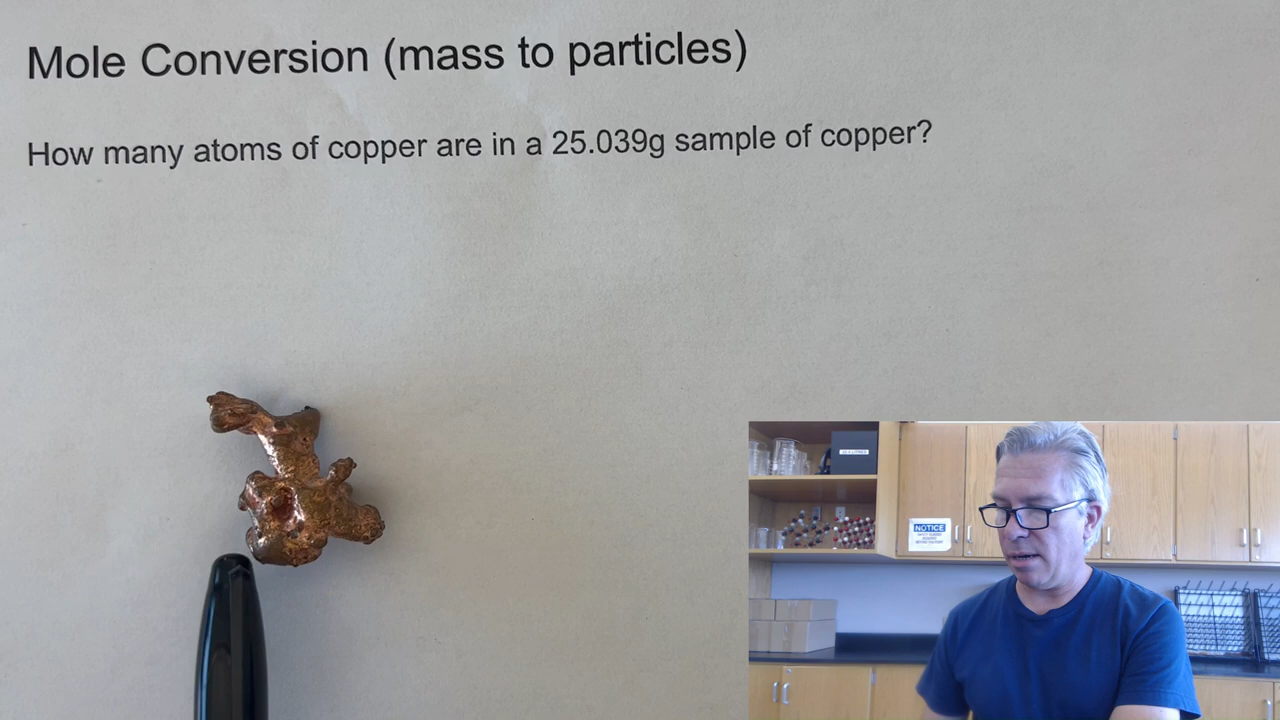 Mole Conversion (mass to particles)
How many atoms of copper are in a 25.039g sample of copper?
NOTICE